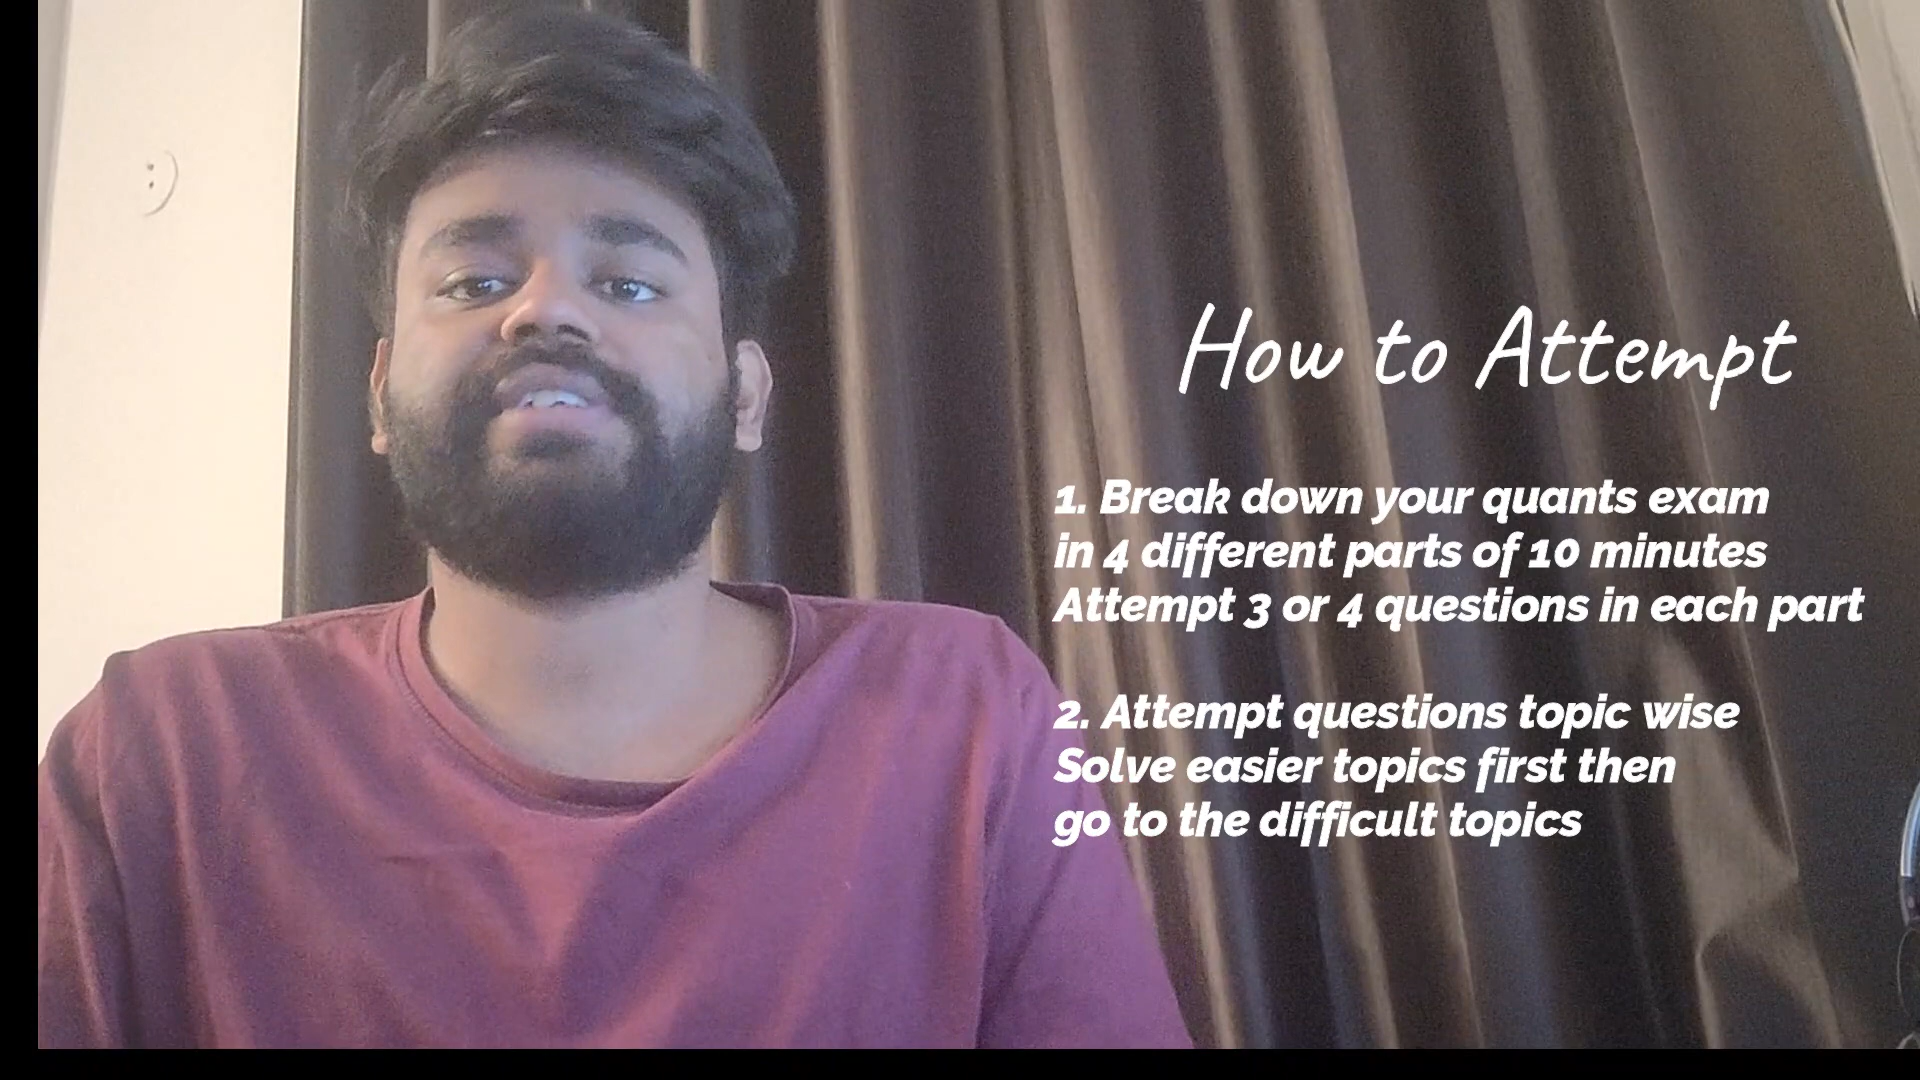 :)
How to Attempt
1. Break down your quants exam
in 4 different parts of 10 minutes
Attempt 3 or 4 questions in each part
2. Attempt questions topic wise
Solve easier topics first then
go to the difficult topics